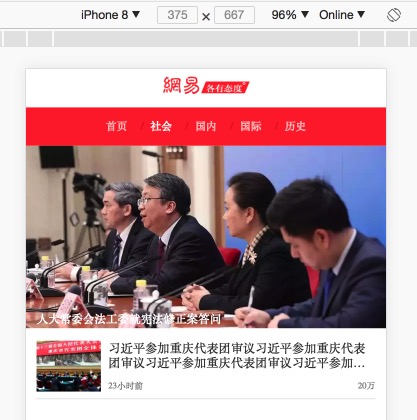 iPhone 8 ▼ 375 × 667 96% ▼ Online ▼
網易 各有态度
首页 / 社会 / 国内 / 国际 / 历史
人大常委会法工委就宪法修正案答问
习近平参加重庆代表团审议习近平参加重庆代表
团审议习近平参加重庆代表团审议习近平参加...
23小时前 20万